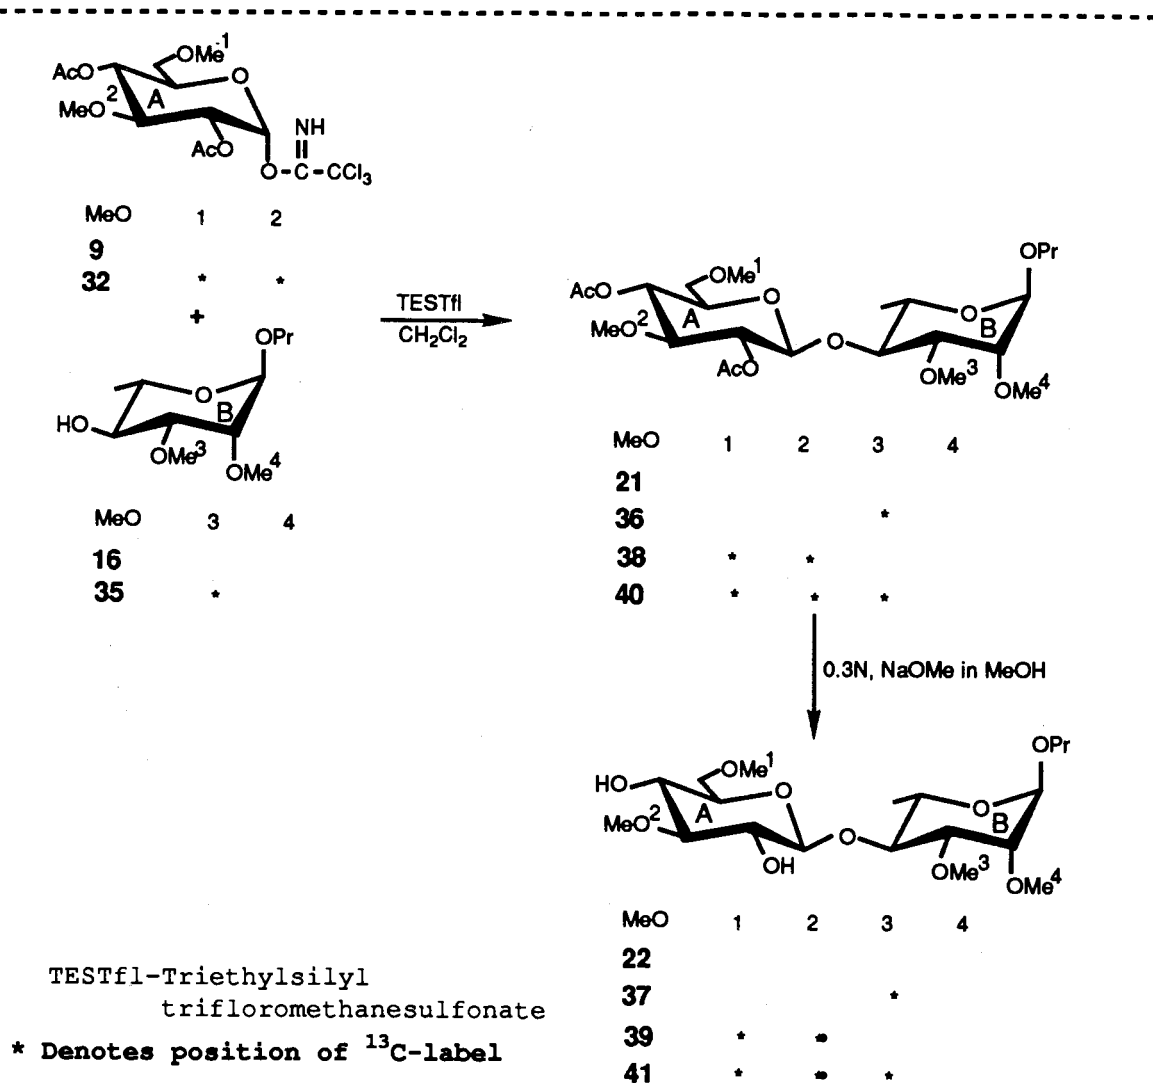 OMe¹
AcO
O
MeO²
A
AcO
NH
O-C-CCl₃
MeO 1 2
9
32 * *
+
OPr
O
B
HO
OMe³
OMe⁴
MeO 3 4
16
35 *
TESTfl
CH₂Cl₂
OPr
OMe¹
AcO
O
O
A
B
MeO²
O
AcO
OMe³
OMe⁴
MeO 1 2 3 4
21
36 *
38 * *
40 * * *
0.3N, NaOMe in MeOH
OPr
OMe¹
HO
O
O
A
B
MeO²
O
OH
OMe³
OMe⁴
MeO 1 2 3 4
22
37 *
39 * *
41 * * *
TESTfl-Triethylsilyl
trifloromethanesulfonate
* Denotes position of ¹³C-label